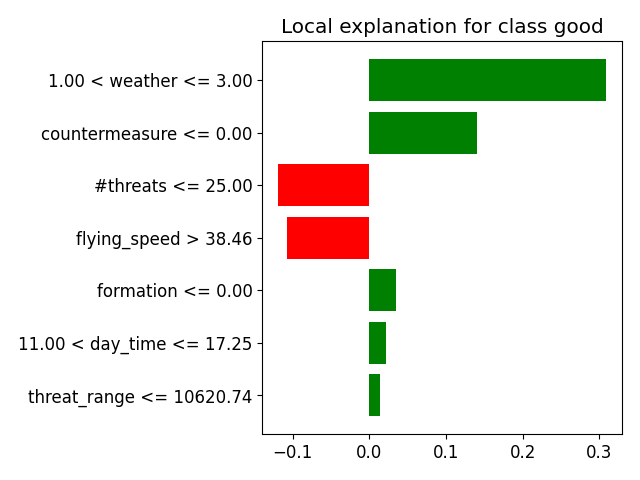 Local explanation for class good
1.00 < weather <= 3.00
countermeasure <= 0.00
#threats <= 25.00
flying_speed > 38.46
formation <= 0.00
11.00 < day_time <= 17.25
threat_range <= 10620.74
−0.1 0.0 0.1 0.2 0.3